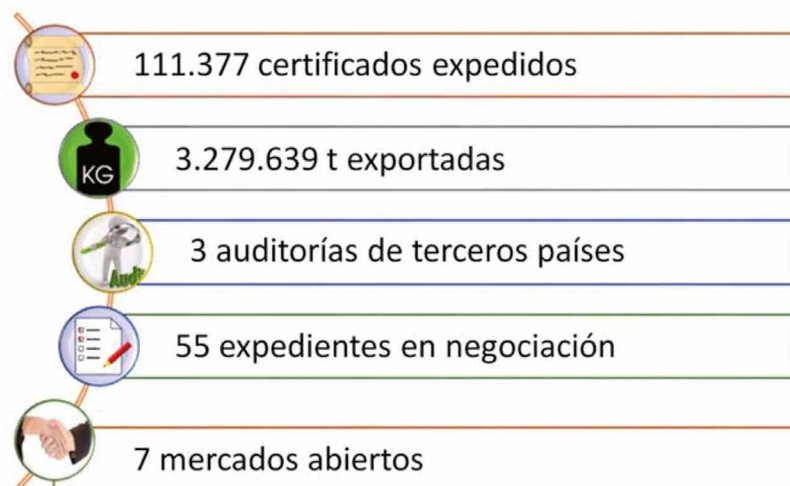 111.377 certificados expedidos
KG
3.279.639 t exportadas
3 auditorías de terceros países
Audit
55 expedientes en negociación
7 mercados abiertos